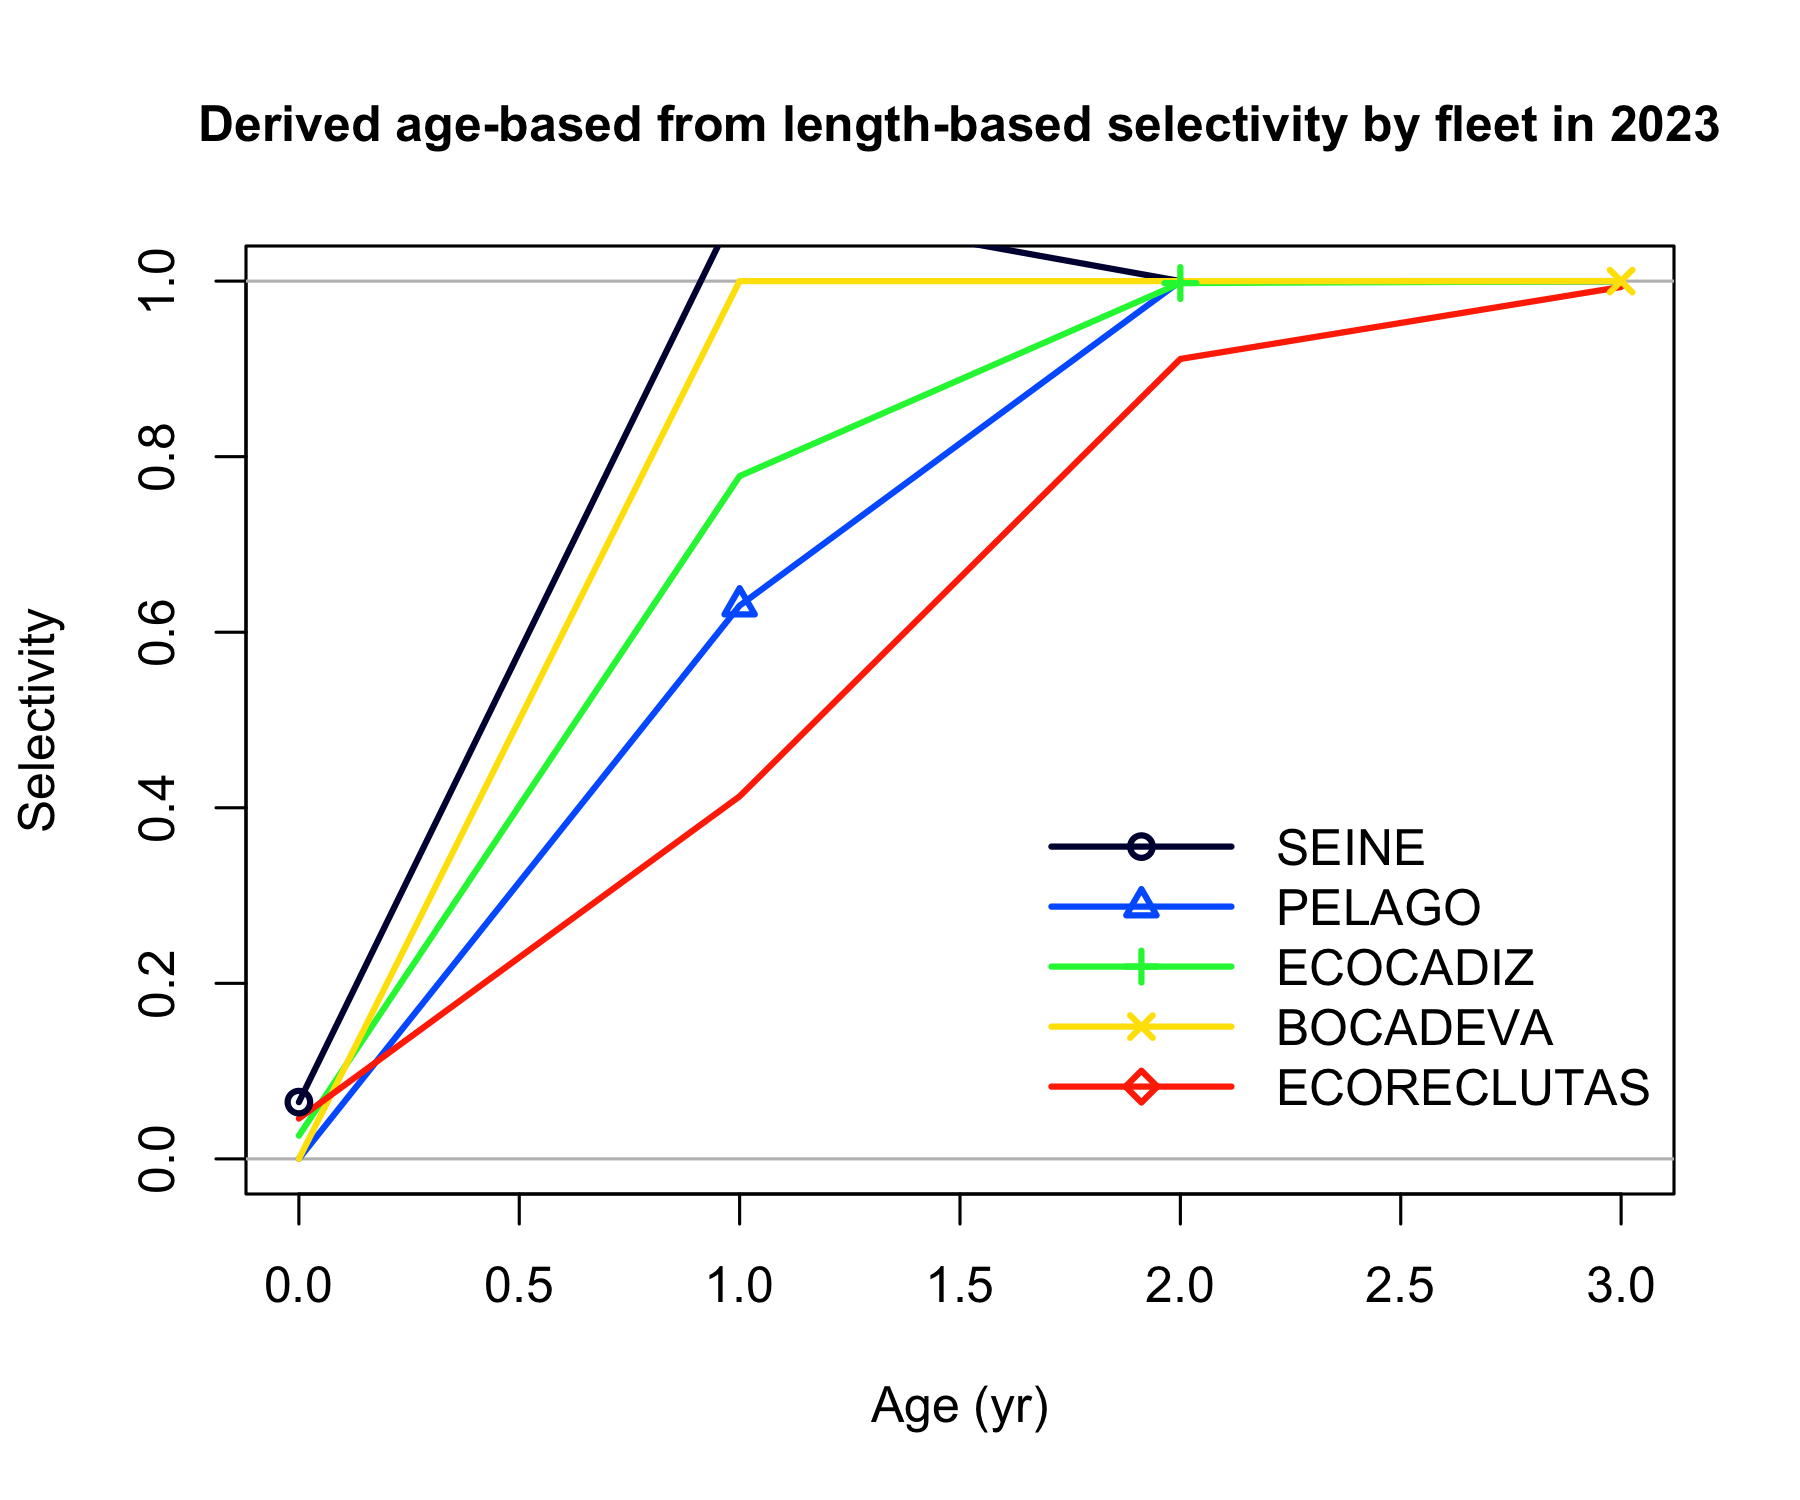 Derived age-based from length-based selectivity by fleet in 2023
Selectivity
1.0
0.8
0.6
0.4
0.2
0.0
SEINE
PELAGO
ECOCADIZ
BOCADEVA
ECORECLUTAS
0.0 0.5 1.0 1.5 2.0 2.5 3.0
Age (yr)